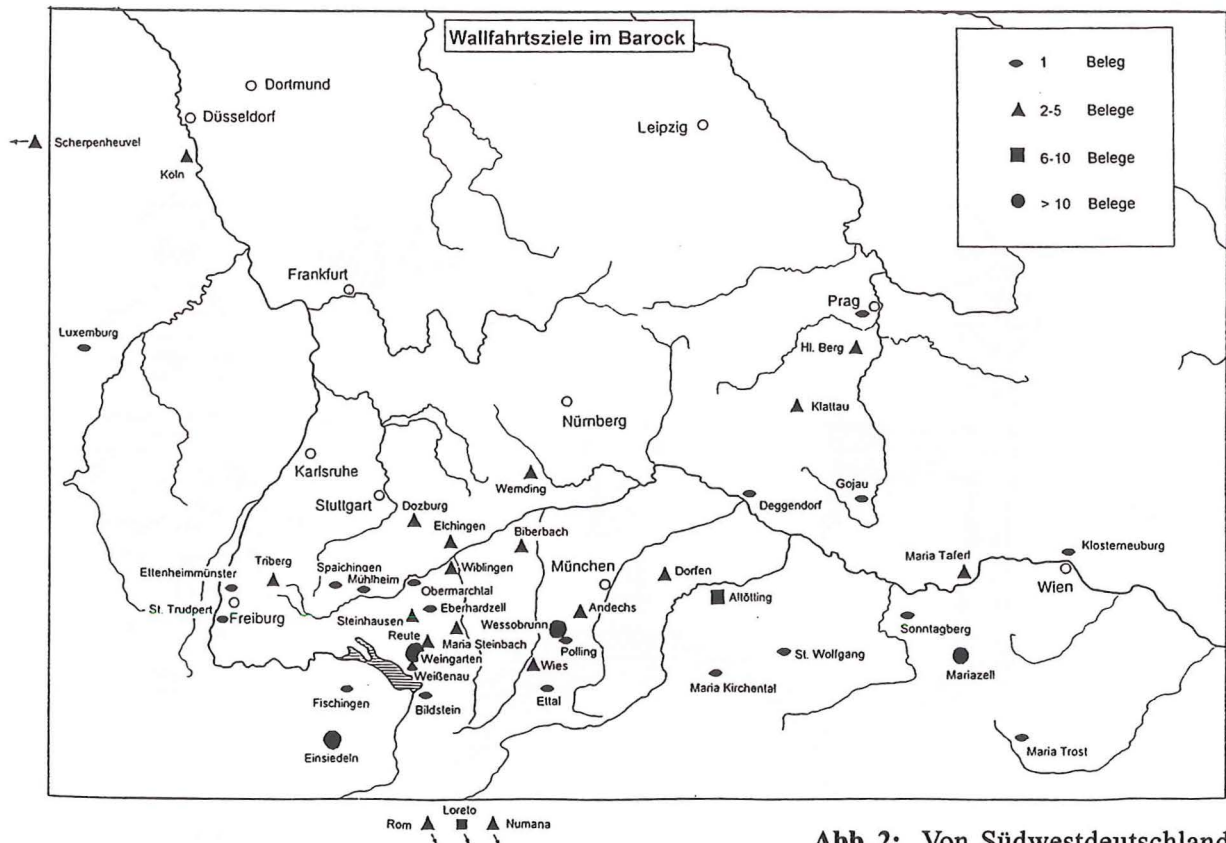 Wallfahrtsziele im Barock
1 Beleg
2-5 Belege
6-10 Belege
> 10 Belege
Dortmund
Düsseldorf
Leipzig
Scherpenheuvel
Köln
Frankfurt
Prag
Luxemburg
Hl. Berg
Klattau
Nürnberg
Karlsruhe
Wemding
Stuttgart
Deggendorf
Gojau
Dozburg
Elchingen
Biberbach
Klosterneuburg
Maria Taferl
Triberg
Spaichingen
Wiblingen
München
Dorfen
Wien
Ettenheimmünster
Mühlheim
Obermarchtal
Altötting
St. Trudpert
Freiburg
Eberhardzell
Andechs
Steinhausen
Wessobrunn
Sonntagberg
Reute
Maria Steinbach
Polling
St. Wolfgang
Weingarten
Wies
Mariazell
Weißenau
Maria Kirchental
Fischingen
Bildstein
Ettal
Einsiedeln
Maria Trost
Rom
Loreto
Numana
Abb. 2: Von Südwestdeutschland